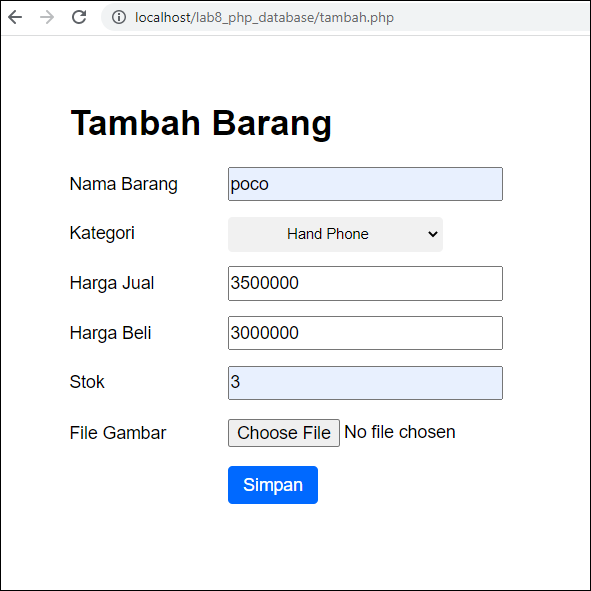 localhost/lab8_php_database/tambah.php
Tambah Barang
Nama Barang poco
Kategori Hand Phone
Harga Jual 3500000
Harga Beli 3000000
Stok 3
File Gambar Choose File No file chosen
Simpan